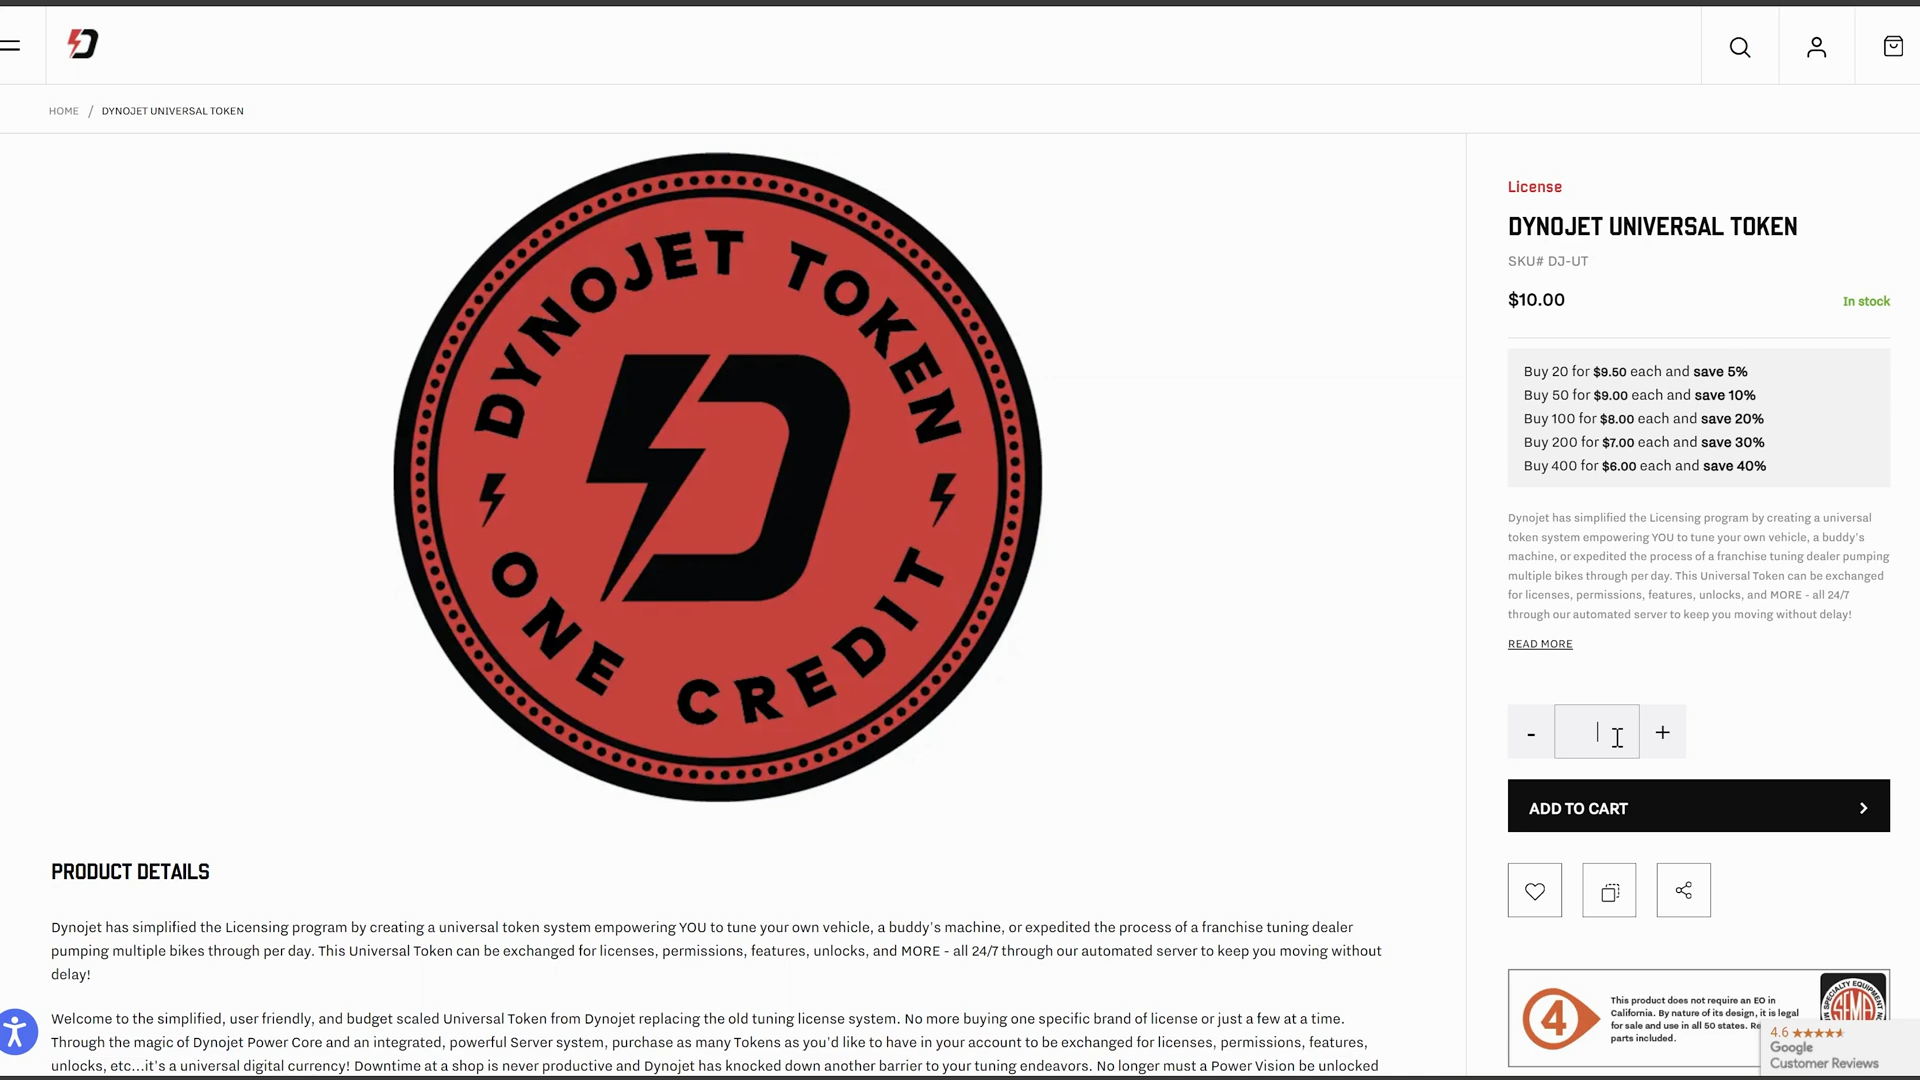 HOME / DYNOJET UNIVERSAL TOKEN
DYNOJET TOKEN
ONE CREDIT
License
DYNOJET UNIVERSAL TOKEN
SKU# DJ-UT
$10.00
In stock
Buy 20 for $9.50 each and save 5%
Buy 50 for $9.00 each and save 10%
Buy 100 for $8.00 each and save 20%
Buy 200 for $7.00 each and save 30%
Buy 400 for $6.00 each and save 40%
Dynojet has simplified the Licensing program by creating a universal
token system empowering YOU to tune your own vehicle, a buddy's
machine, or expedited the process of a franchise tuning dealer pumping
multiple bikes through per day. This Universal Token can be exchanged
for licenses, permissions, features, unlocks, and MORE - all 24/7
through our automated server to keep you moving without delay!
READ MORE
- +
ADD TO CART
4
This product does not require an EO in
California. By nature of its design, it is legal
for sale and use in all 50 states. Re
parts included.
SPECIALTY EQUIPMEN
SEMA
4.6
Google
Customer Reviews
PRODUCT DETAILS
Dynojet has simplified the Licensing program by creating a universal token system empowering YOU to tune your own vehicle, a buddy's machine, or expedited the process of a franchise tuning dealer
pumping multiple bikes through per day. This Universal Token can be exchanged for licenses, permissions, features, unlocks, and MORE - all 24/7 through our automated server to keep you moving without
delay!
Welcome to the simplified, user friendly, and budget scaled Universal Token from Dynojet replacing the old tuning license system. No more buying one specific brand of license or just a few at a time.
Through the magic of Dynojet Power Core and an integrated, powerful Server system, purchase as many Tokens as you'd like to have in your account to be exchanged for licenses, permissions, features,
unlocks, etc...it's a universal digital currency! Downtime at a shop is never productive and Dynojet has knocked down another barrier to your tuning endeavors. No longer must a Power Vision be unlocked